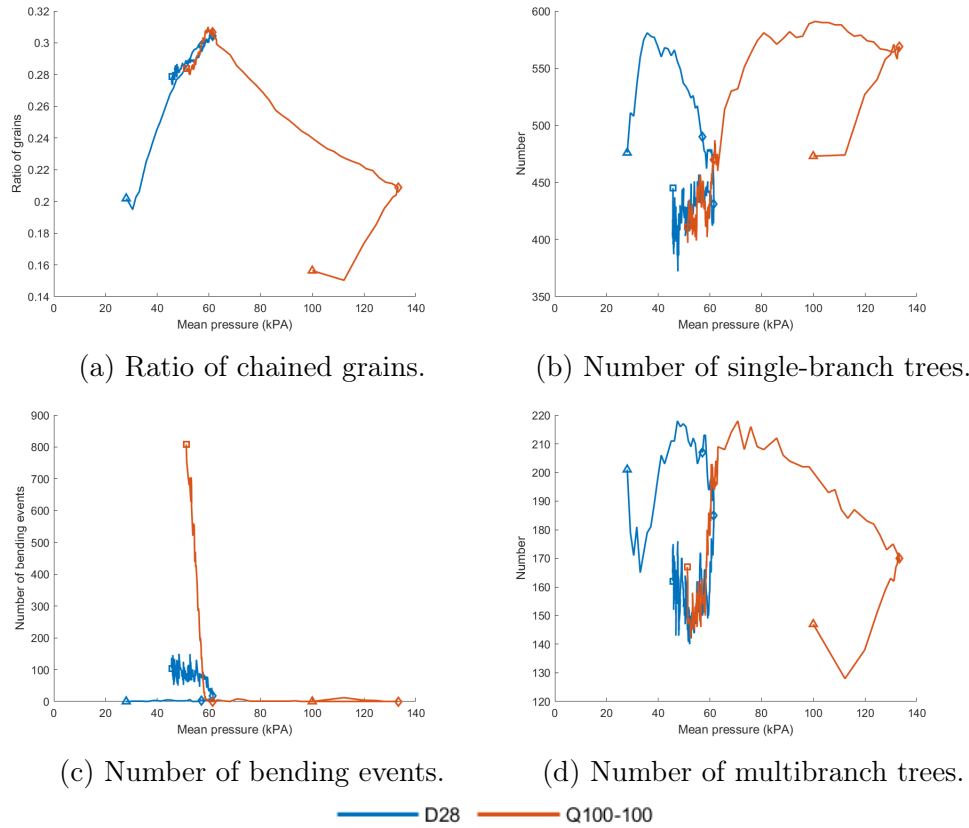 0.32
0.3
0.28
0.26
0.24
0.22
0.2
0.18
0.16
0.14
Ratio of grains
0 20 40 60 80 100 120 140
Mean pressure (kPA)
(a) Ratio of chained grains.
600
550
500
450
400
350
Number
0 20 40 60 80 100 120 140
Mean pressure (kPA)
(b) Number of single-branch trees.
900
800
700
600
500
400
300
200
100
0
Number of bending events
0 20 40 60 80 100 120 140
Mean pressure (kPA)
(c) Number of bending events.
220
210
200
190
180
170
160
150
140
130
120
Number
0 20 40 60 80 100 120 140
Mean pressure (kPA)
(d) Number of multibranch trees.
D28 Q100-100